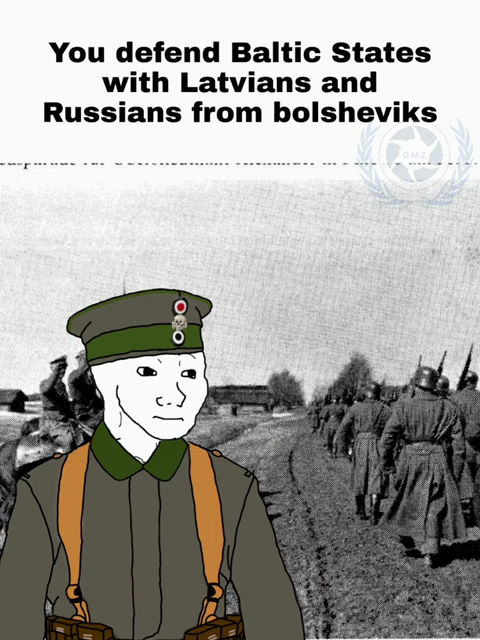 You defend Baltic States
with Latvians and
Russians from bolsheviks
O.M.Z